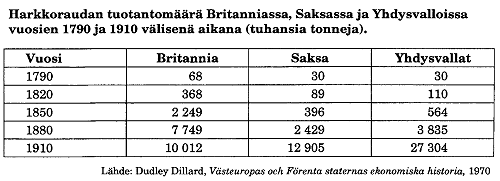 Harkkoraudan tuotantomäärä Britanniassa, Saksassa ja Yhdysvalloissa
vuosien 1790 ja 1910 välisenä aikana (tuhansia tonneja).
Vuosi Britannia Saksa Yhdysvallat
1790 68 30 30
1820 368 89 110
1850 2 249 396 564
1880 7 749 2 429 3 835
1910 10 012 12 905 27 304
Lähde: Dudley Dillard, Västeuropas och Förenta staternas ekonomiska historia, 1970